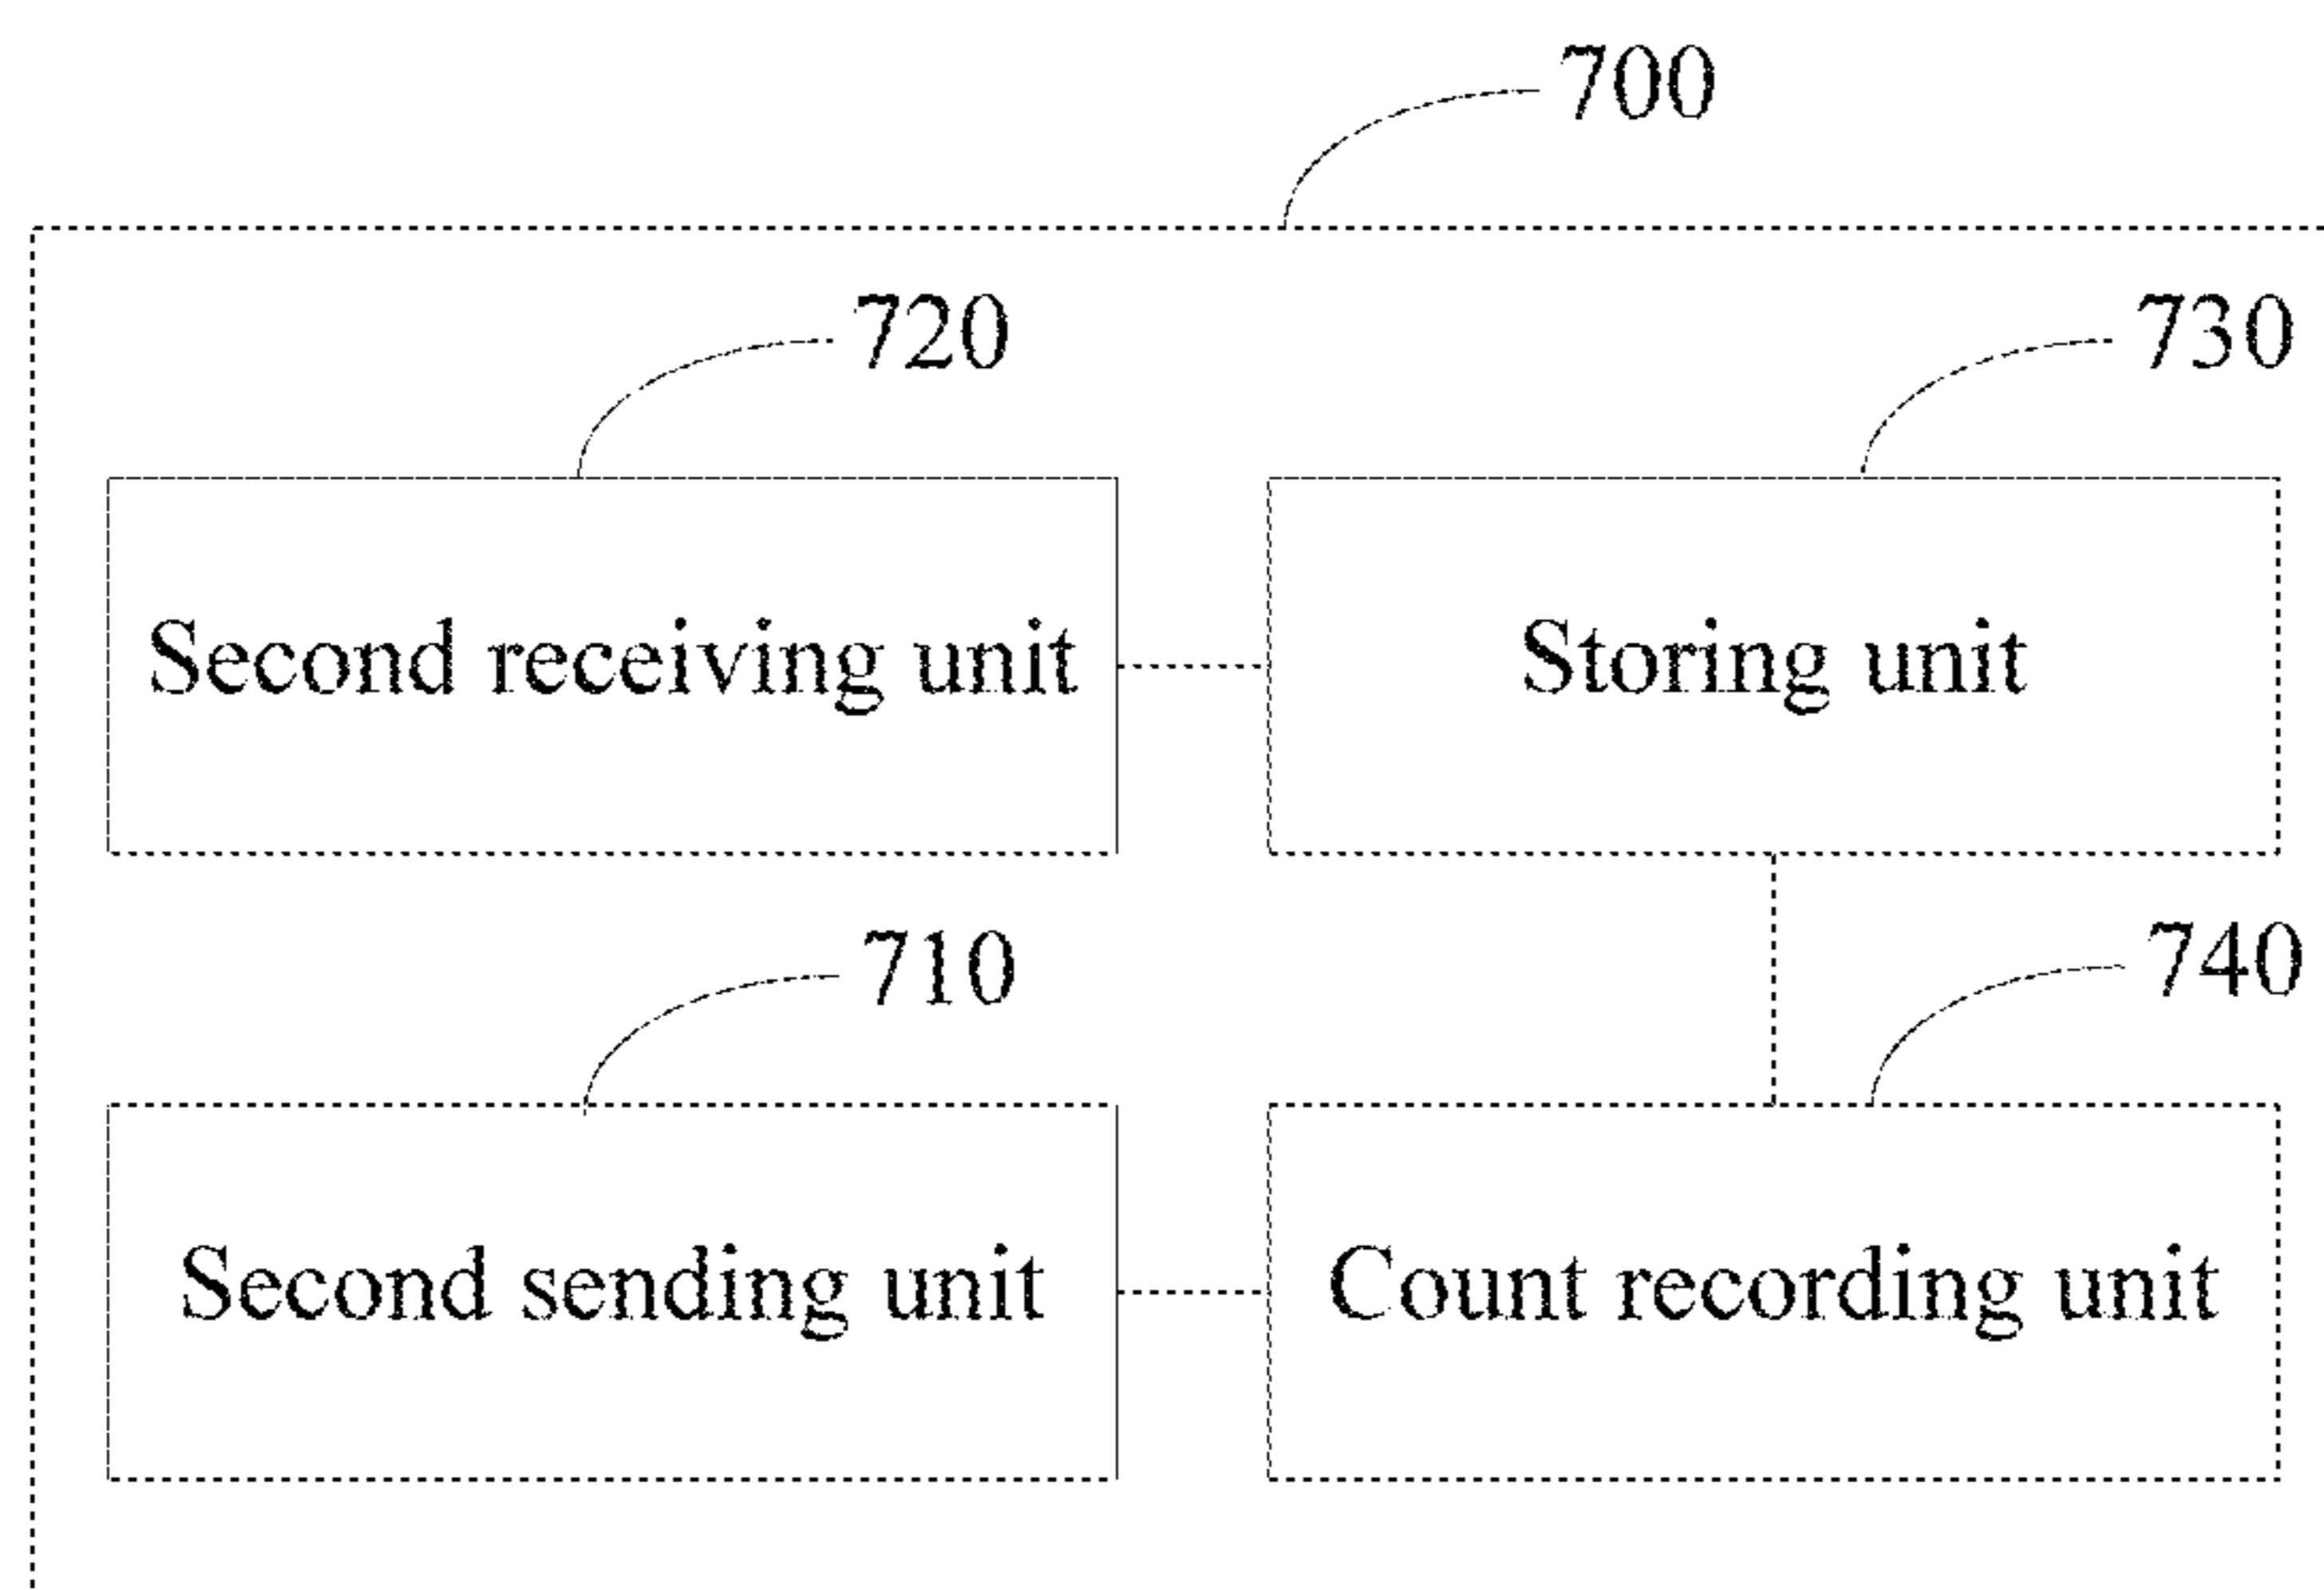 700
720
730
Second receiving unit
Storing unit
710
740
Second sending unit
Count recording unit